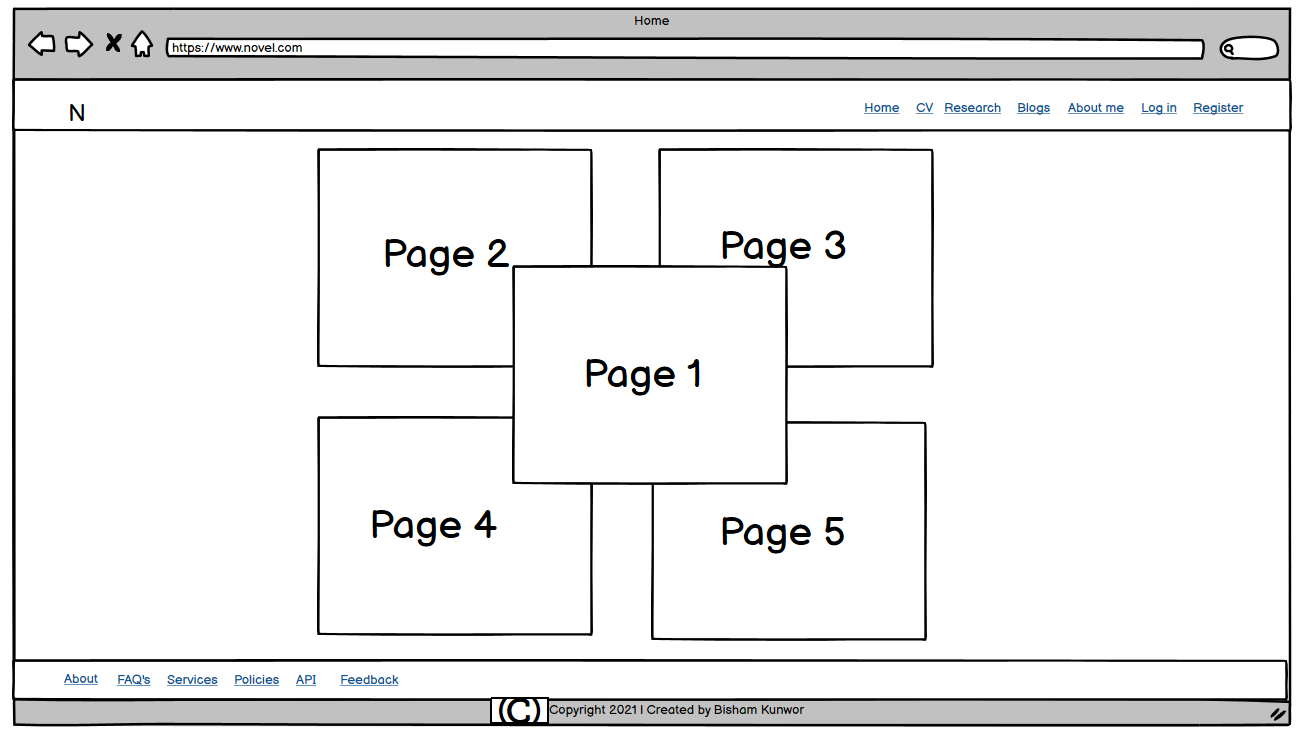 Home
https://www.novel.com
N
Home CV Research Blogs About me Log in Register
Page 2
Page 3
Page 1
Page 4
Page 5
About FAQ's Services Policies API Feedback
(C) Copyright 2021 | Created by Bisham Kunwor